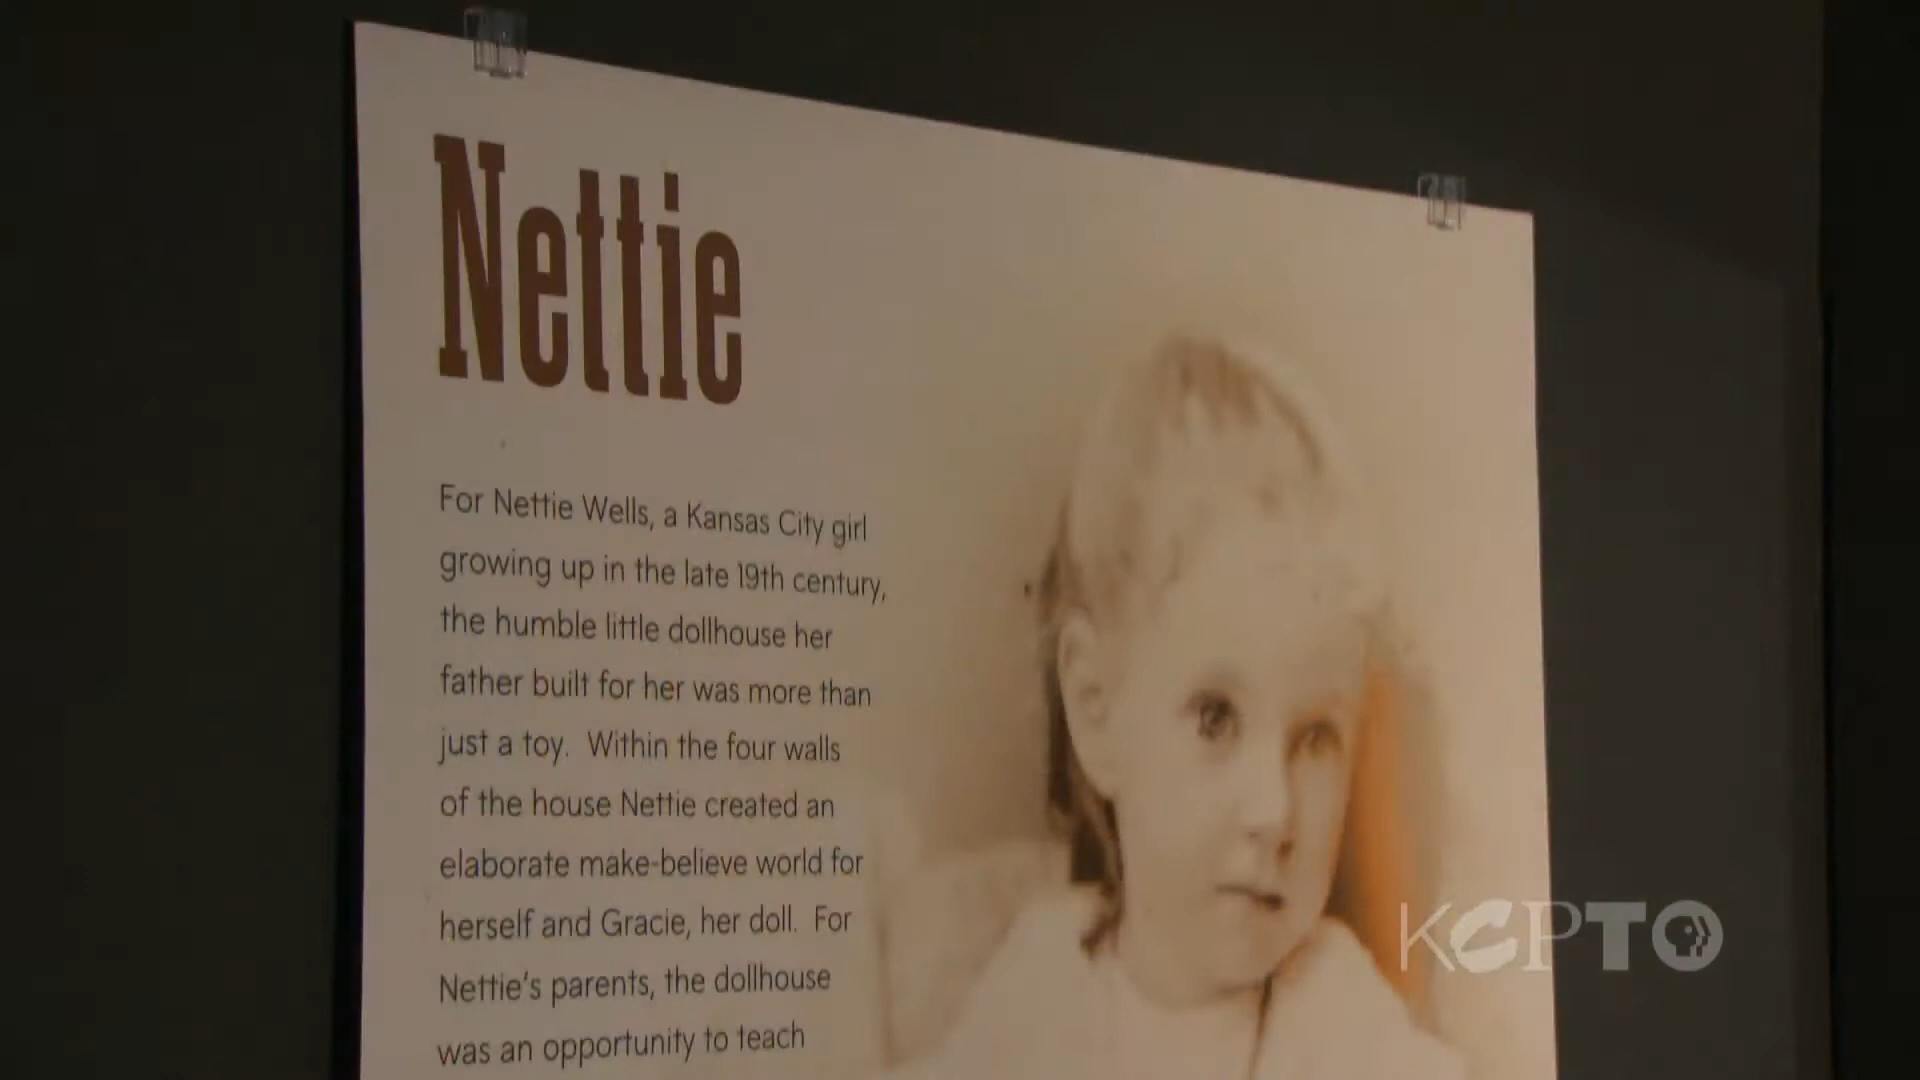 Nettie
For Nettie Wells, a Kansas City girl
growing up in the late 19th century,
the humble little dollhouse her
father built for her was more than
just a toy.  Within the four walls
of the house Nettie created an
elaborate make-believe world for
herself and Gracie, her doll.  For
Nettie's parents, the dollhouse
was an opportunity to teach
KCPT